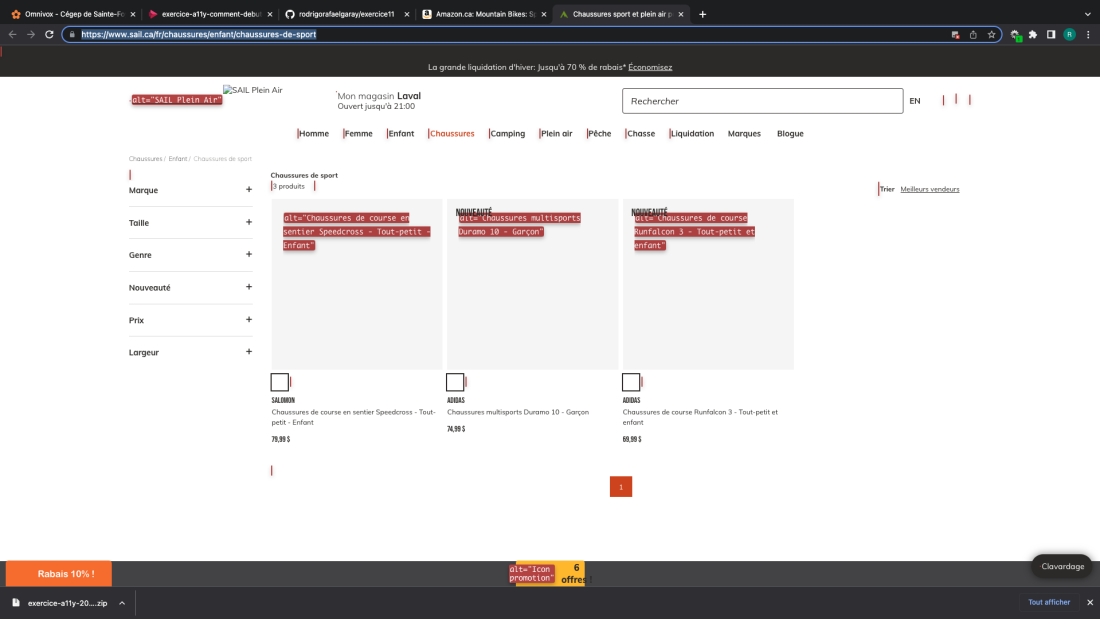 Omnivox - Cégep de Sainte-Fo
exercice-a11y-comment-debut
rodrigorafaelgaray/exercice11
Amazon.ca: Mountain Bikes: S
Chaussures sport et plein air p
https://www.sail.ca/fr/chaussures/enfant/chaussures-de-sport
R
La grande liquidation d'hiver: Jusqu'à 70 % de rabais* Économisez
alt="SAIL Plein Air"
SAIL Plein Air
Mon magasin Laval
Ouvert jusqu'à 21:00
Rechercher
EN
Homme Femme Enfant Chaussures Camping Plein air Pêche Chasse Liquidation Marques Blogue
Chaussures / Enfant / Chaussures de sport
Chaussures de sport
3 produits
Trier Meilleurs vendeurs
Marque +
Taille +
Genre +
Nouveauté +
Prix +
Largeur +
alt="Chaussures de course en
sentier Speedcross - Tout-petit -
Enfant"
NOUVEAUTÉ
alt="Chaussures multisports
Duramo 10 - Garçon"
NOUVEAUTÉ
alt="Chaussures de course
Runfalcon 3 - Tout-petit et
enfant"
SALOMON
Chaussures de course en sentier Speedcross - Tout-
petit - Enfant
79,99 $
ADIDAS
Chaussures multisports Duramo 10 - Garçon
74,99 $
ADIDAS
Chaussures de course Runfalcon 3 - Tout-petit et
enfant
69,99 $
1
Rabais 10% !
alt="Icon
promotion"
6
offres !
Clavardage
exercice-a11y-20....zip
Tout afficher